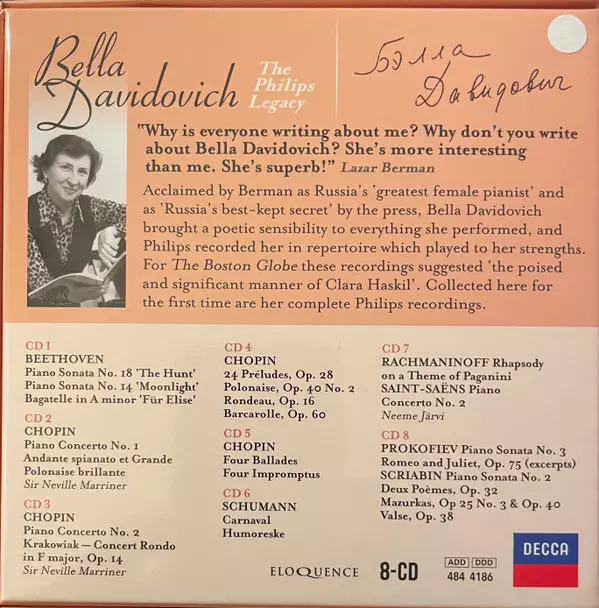 Bella
Davidovich
The
Philips
Legacy
Бэлла
Давидович
"Why is everyone writing about me? Why don't you write
about Bella Davidovich? She's more interesting
than me. She's superb!" Lazar Berman
Acclaimed by Berman as Russia's 'greatest female pianist' and
as 'Russia's best-kept secret' by the press, Bella Davidovich
brought a poetic sensibility to everything she performed, and
Philips recorded her in repertoire which played to her strengths.
For The Boston Globe these recordings suggested 'the poised
and significant manner of Clara Haskil'. Collected here for
the first time are her complete Philips recordings.
CD 1
BEETHOVEN
Piano Sonata No. 18 'The Hunt'
Piano Sonata No. 14 'Moonlight'
Bagatelle in A minor 'Für Elise'
CD 2
CHOPIN
Piano Concerto No. 1
Andante spianato et Grande
Polonaise brillante
Sir Neville Marriner
CD 3
CHOPIN
Piano Concerto No. 2
Krakowiak – Concert Rondo
in F major, Op. 14
Sir Neville Marriner
CD 4
CHOPIN
24 Préludes, Op. 28
Polonaise, Op. 40 No. 2
Rondeau, Op. 16
Barcarolle, Op. 60
CD 5
CHOPIN
Four Ballades
Four Impromptus
CD 6
SCHUMANN
Carnaval
Humoreske
CD 7
RACHMANINOFF Rhapsody
on a Theme of Paganini
SAINT-SAËNS Piano
Concerto No. 2
Neeme Järvi
CD 8
PROKOFIEV Piano Sonata No. 3
Romeo and Juliet, Op. 75 (excerpts)
SCRIABIN Piano Sonata No. 2
Deux Poèmes, Op. 32
Mazurkas, Op 25 No. 3 & Op. 40
Valse, Op. 38
ELOQUENCE
8-CD
ADD DDD
484 4186
DECCA